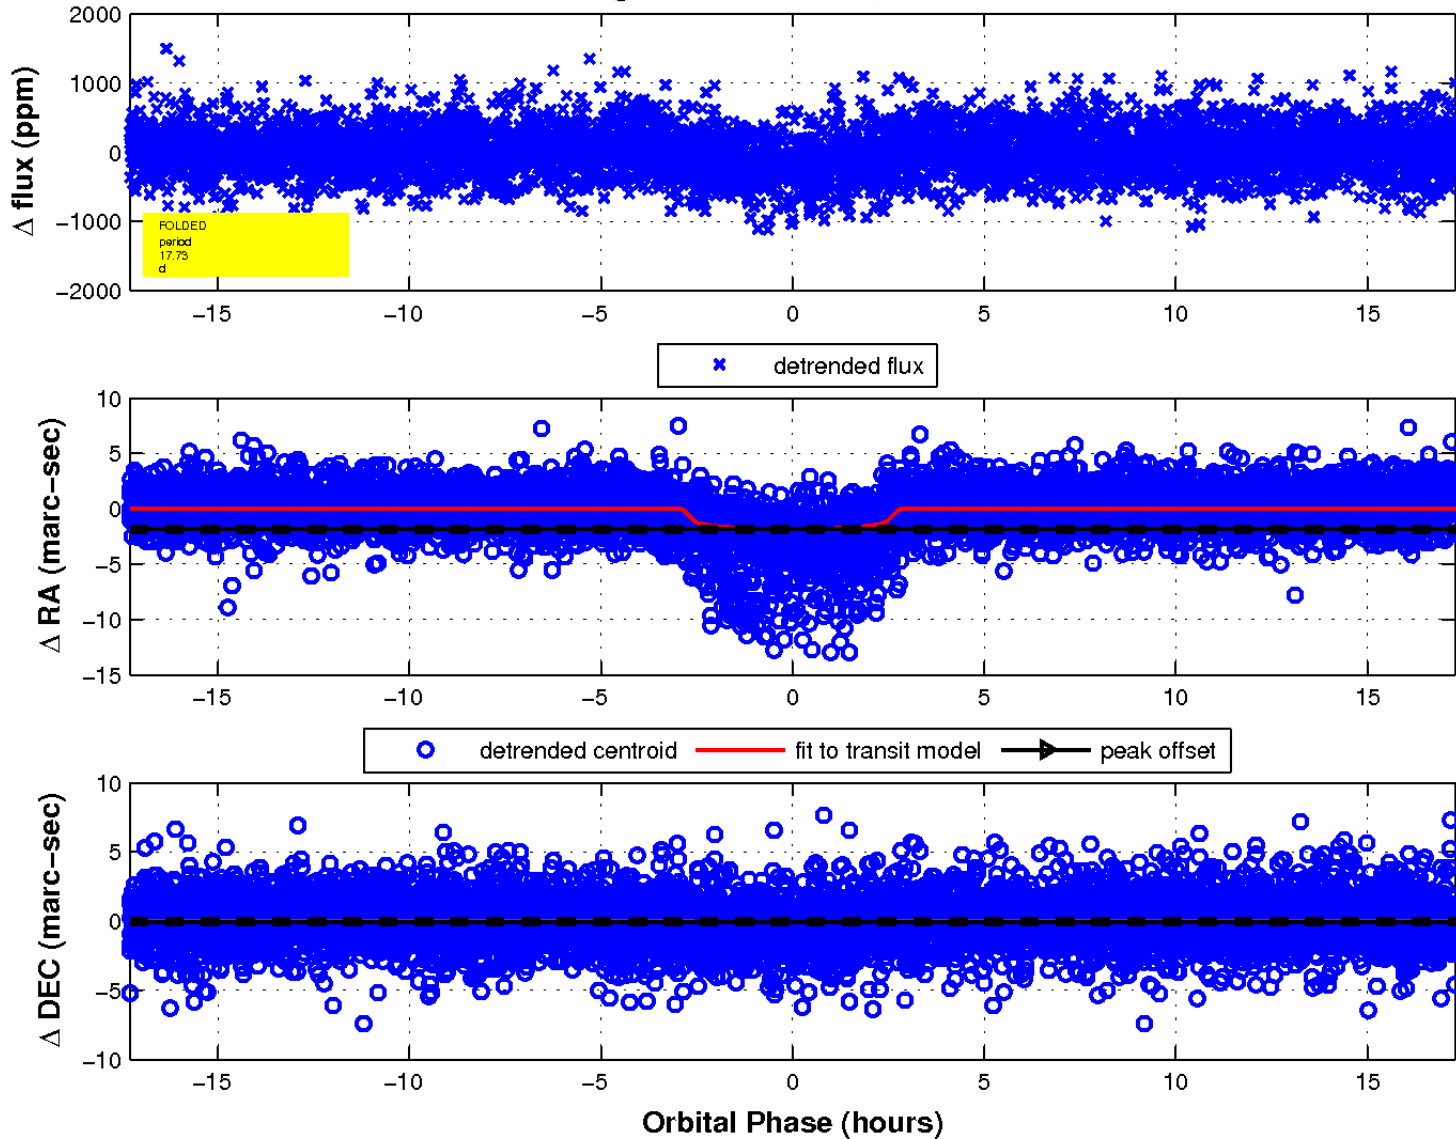 2000
1000
0
−1000
−2000
Δ flux (ppm)
FOLDED
period
17.73
d
−15 −10 −5 0 5 10 15
detrended flux
10
5
0
−5
−10
−15
Δ RA (marc−sec)
−15 −10 −5 0 5 10 15
detrended centroid fit to transit model peak offset
10
5
0
−5
−10
Δ DEC (marc−sec)
−15 −10 −5 0 5 10 15
Orbital Phase (hours)